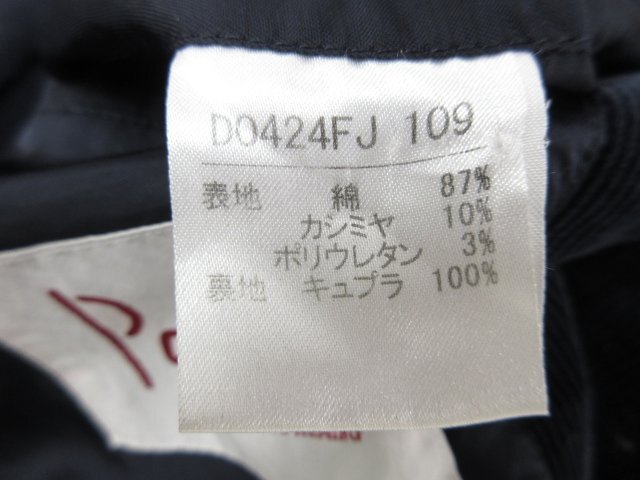 D0424FJ 109
表地 綿 87%
カシミヤ 10%
ポリウレタン 3%
裏地 キュプラ 100%